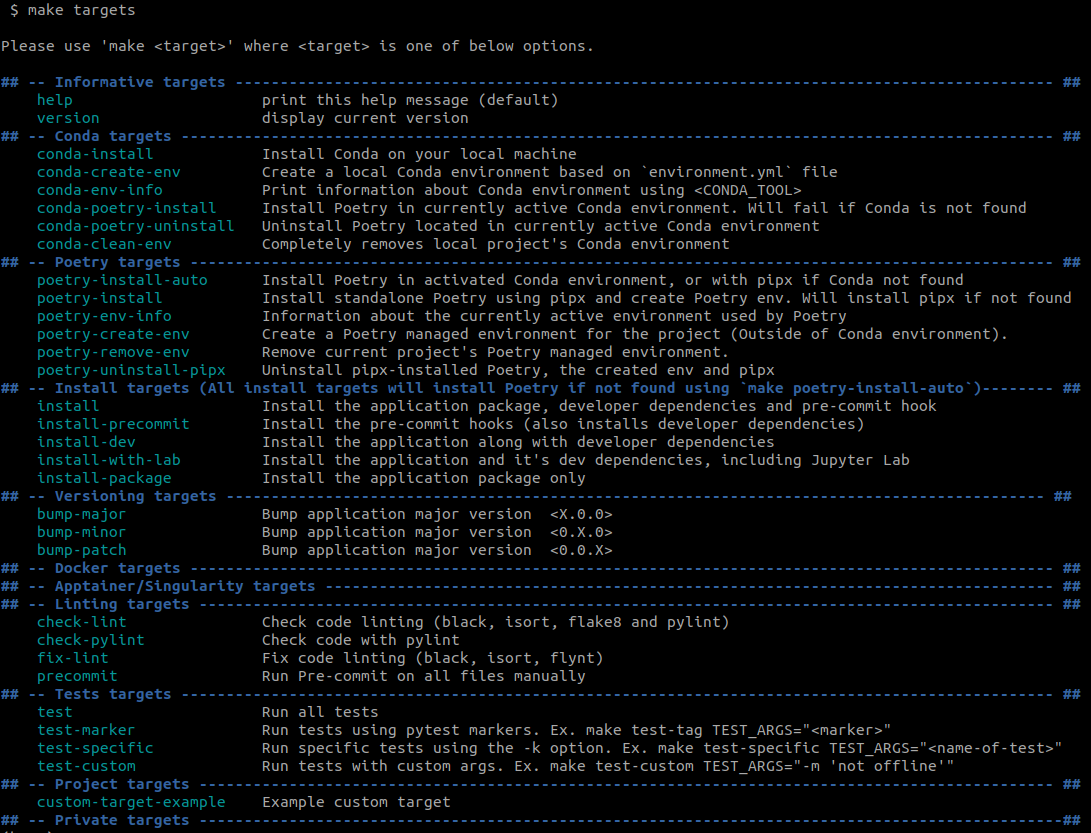 $ make targets
Please use 'make <target>' where <target> is one of below options.
## -- Informative targets ------------------------------------------------------------------------------------------- ##
help print this help message (default)
version display current version
## -- Conda targets ------------------------------------------------------------------------------------------------- ##
conda-install Install Conda on your local machine
conda-create-env Create a local Conda environment based on `environment.yml` file
conda-env-info Print information about Conda environment using <CONDA_TOOL>
conda-poetry-install Install Poetry in currently active Conda environment. Will fail if Conda is not found
conda-poetry-uninstall Uninstall Poetry located in currently active Conda environment
conda-clean-env Completely removes local project's Conda environment
## -- Poetry targets ------------------------------------------------------------------------------------------------ ##
poetry-install-auto Install Poetry in activated Conda environment, or with pipx if Conda not found
poetry-install Install standalone Poetry using pipx and create Poetry env. Will install pipx if not found
poetry-env-info Information about the currently active environment used by Poetry
poetry-create-env Create a Poetry managed environment for the project (Outside of Conda environment).
poetry-remove-env Remove current project's Poetry managed environment.
poetry-uninstall-pipx Uninstall pipx-installed Poetry, the created env and pipx
## -- Install targets (All install targets will install Poetry if not found using `make poetry-install-auto`)-------- ##
install Install the application package, developer dependencies and pre-commit hook
install-precommit Install the pre-commit hooks (also installs developer dependencies)
install-dev Install the application along with developer dependencies
install-with-lab Install the application and it's dev dependencies, including Jupyter Lab
install-package Install the application package only
## -- Versioning targets ------------------------------------------------------------------------------------------- ##
bump-major Bump application major version <X.0.0>
bump-minor Bump application major version <0.X.0>
bump-patch Bump application major version <0.0.X>
## -- Docker targets ------------------------------------------------------------------------------------------------ ##
## -- Apptainer/Singularity targets --------------------------------------------------------------------------------- ##
## -- Linting targets ----------------------------------------------------------------------------------------------- ##
check-lint Check code linting (black, isort, flake8 and pylint)
check-pylint Check code with pylint
fix-lint Fix code linting (black, isort, flynt)
precommit Run Pre-commit on all files manually
## -- Tests targets ------------------------------------------------------------------------------------------------- ##
test Run all tests
test-marker Run tests using pytest markers. Ex. make test-tag TEST_ARGS="<marker>"
test-specific Run specific tests using the -k option. Ex. make test-specific TEST_ARGS="<name-of-test>"
test-custom Run tests with custom args. Ex. make test-custom TEST_ARGS="-m 'not offline'"
## -- Project targets ----------------------------------------------------------------------------------------------- ##
custom-target-example Example custom target
## -- Private targets ------------------------------------------------------------------------------------------------##